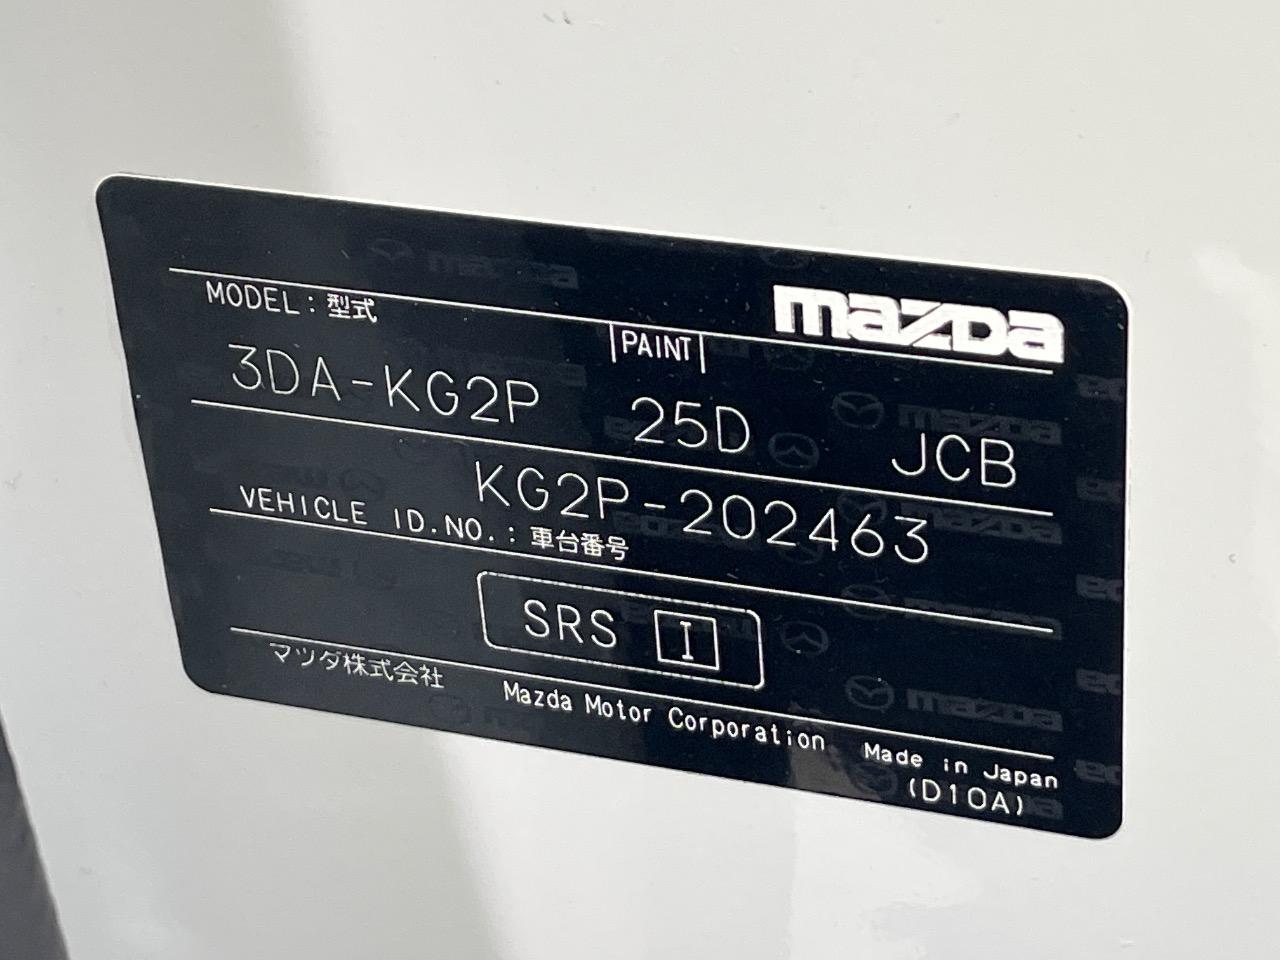 mazda
MODEL:型式
PAINT
3DA-KG2P 25D JCB
KG2P-202463
VEHICLE ID.NO.:車台番号
SRS I
マツダ株式会社 Mazda Motor Corporation Made in Japan
(D10A)